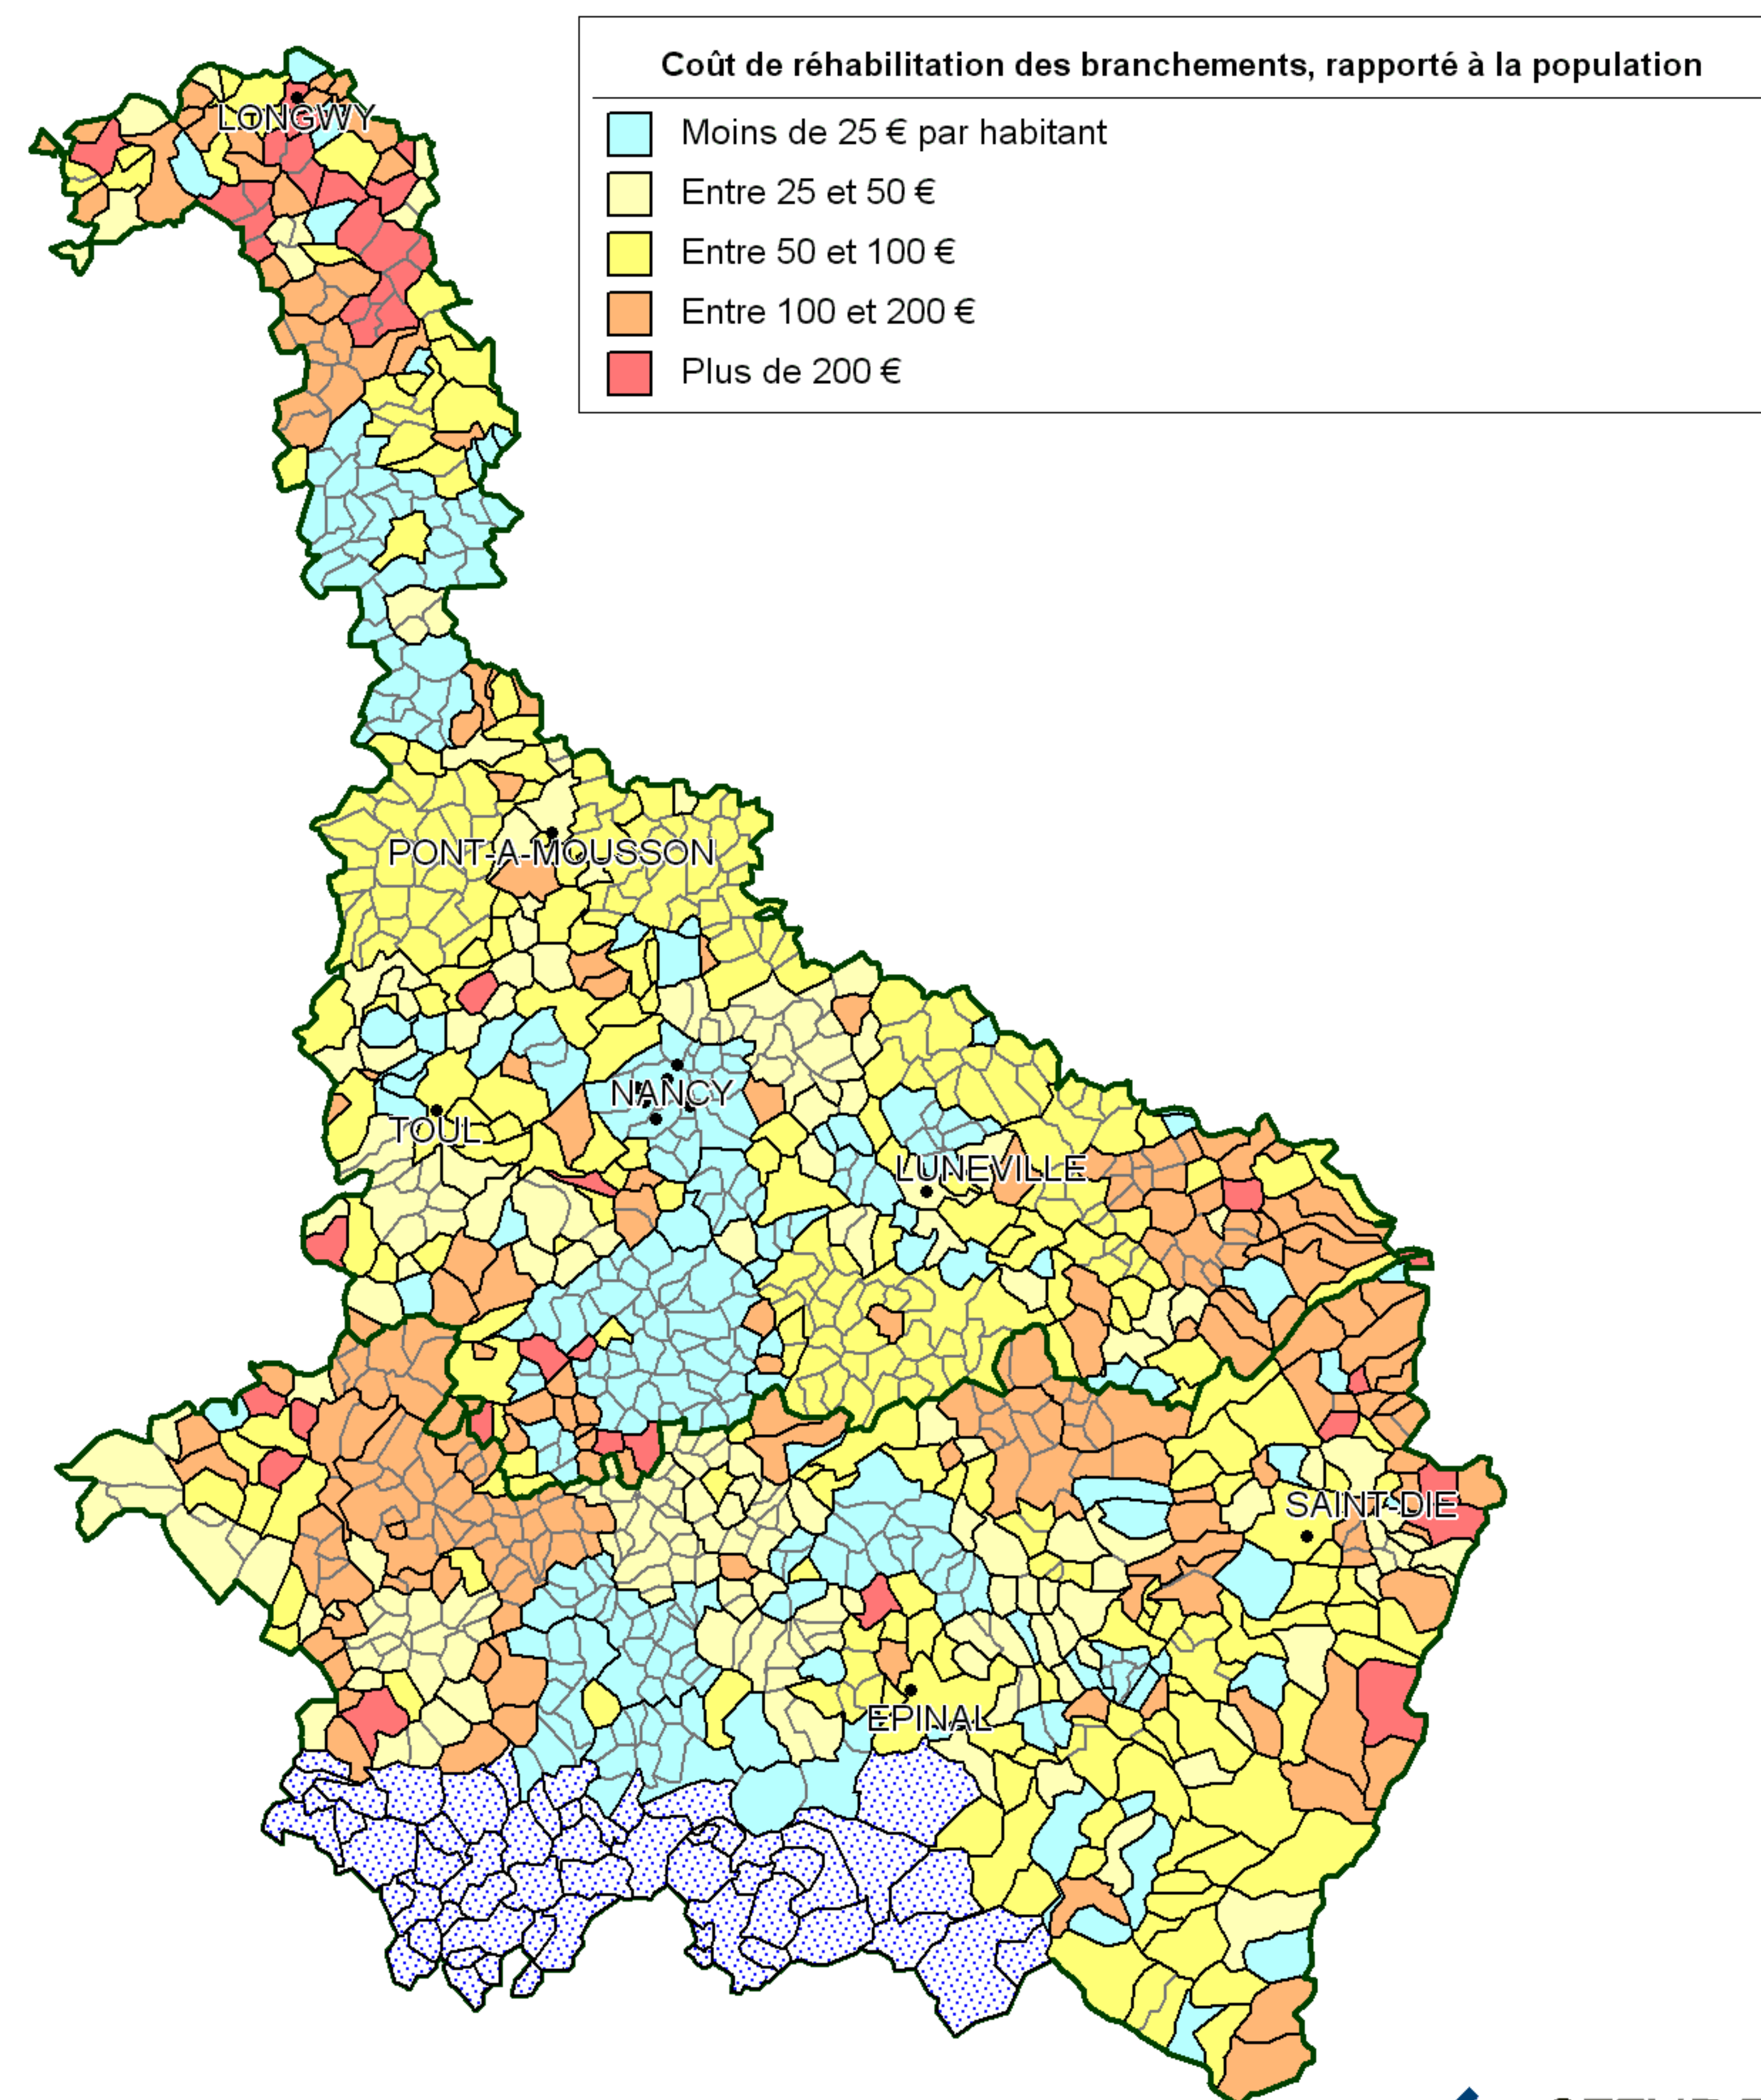 Coût de réhabilitation des branchements, rapporté à la population
Moins de 25 € par habitant
Entre 25 et 50 €
Entre 50 et 100 €
Entre 100 et 200 €
Plus de 200 €
LONGWY
PONT-A-MOUSSON
NANCY
TOUL
LUNEVILLE
SAINT-DIE
EPINAL